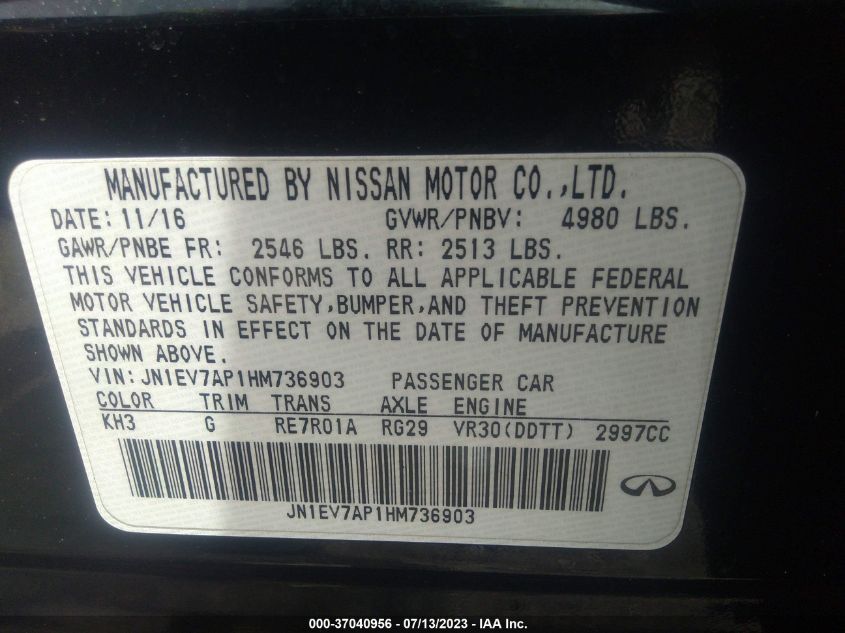 MANUFACTURED BY NISSAN MOTOR CO.,LTD.
DATE: 11/16 GVWR/PNBV: 4980 LBS.
GAWR/PNBE FR: 2546 LBS. RR: 2513 LBS.
THIS VEHICLE CONFORMS TO ALL APPLICABLE FEDERAL
MOTOR VEHICLE SAFETY,BUMPER,AND THEFT PREVENTION
STANDARDS IN EFFECT ON THE DATE OF MANUFACTURE
SHOWN ABOVE.
VIN: JN1EV7AP1HM736903 PASSENGER CAR
COLOR TRIM TRANS AXLE ENGINE
KH3 G RE7R01A RG29 VR30(DDTT) 2997CC
JN1EV7AP1HM736903
000-37040956 - 07/13/2023 - IAA Inc.